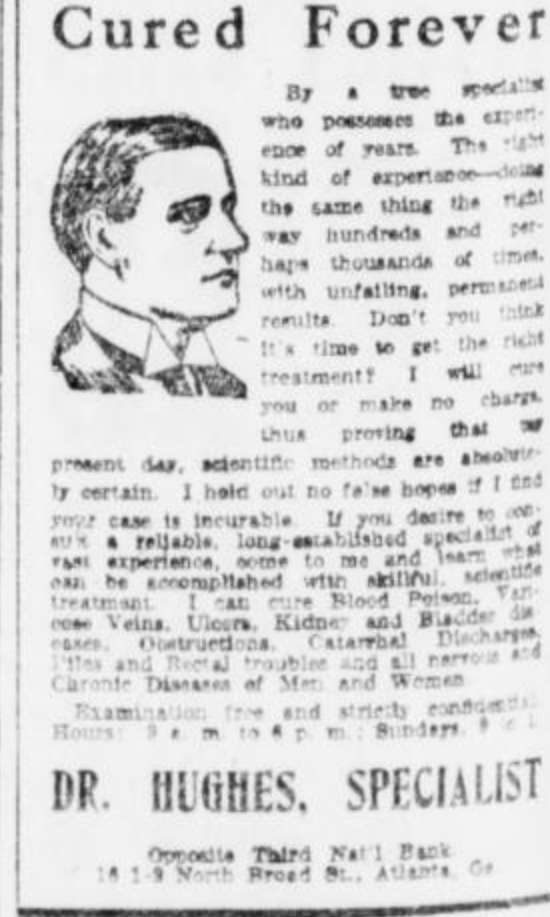 Cured Forever
By a true specialist
who possesses the experi-
ence of years. The right
kind of experience—doing
the same thing the right
way hundreds and per-
haps thousands of times,
with unfailing, permanent
results. Don't you think
it's time to get the right
treatment? I will cure
you or make no charge,
thus proving that my
present day, scientific methods are absolute-
ly certain. I hold out no false hopes if I find
your case is incurable. If you desire to con-
sult a reliable, long-established specialist of
vast experience, come to me and learn what
can be accomplished with skillful, scientific
treatment. I can cure Blood Poison, Vari-
cose Veins, Ulcers, Kidney and Bladder dis-
eases, Obstructions, Catarrhal Discharges,
Piles and Rectal troubles and all nervous and
Chronic Diseases of Men and Women.
Examination free and strictly confidential.
Hours: 9 a. m. to 6 p. m.; Sundays, 9 to 1.
DR. HUGHES, SPECIALIST
Opposite Third Nat'l Bank
16 1-2 North Broad St., Atlanta, Ga.